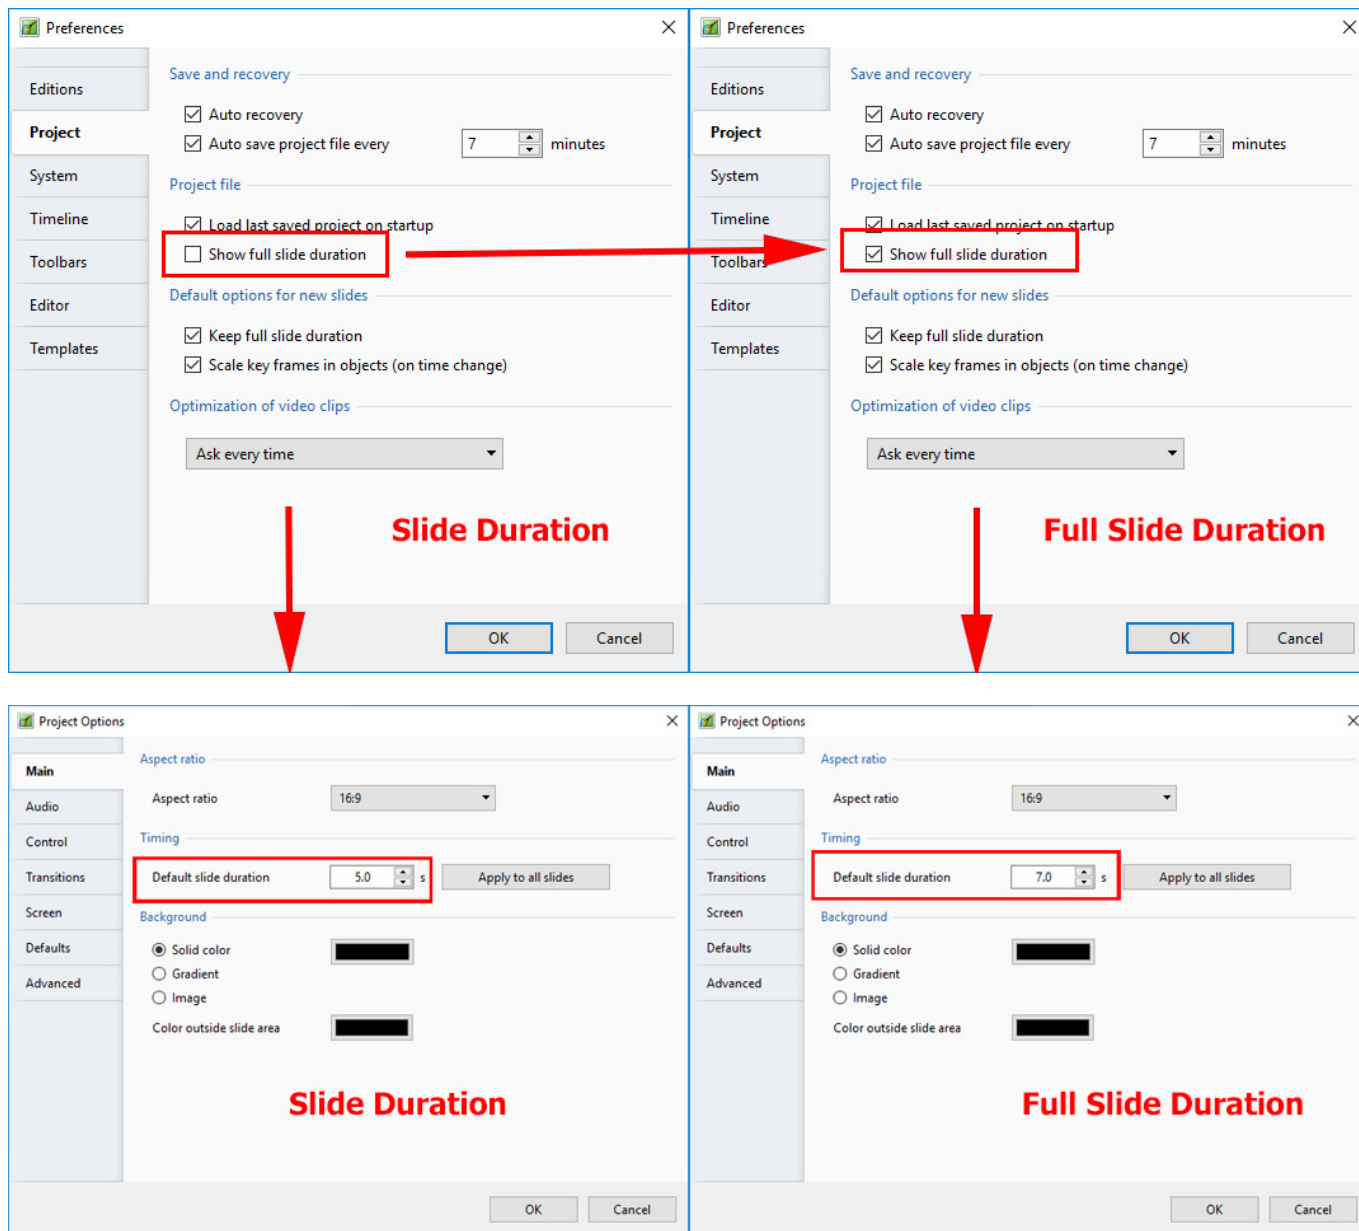 Preferences
Editions
Project
System
Timeline
Toolbars
Editor
Templates
Save and recovery
Auto recovery
Auto save project file every 7 minutes
Project file
Load last saved project on startup
Show full slide duration
Default options for new slides
Keep full slide duration
Scale key frames in objects (on time change)
Optimization of video clips
Ask every time
Slide Duration
OK Cancel
Preferences
Editions
Project
System
Timeline
Toolbars
Editor
Templates
Save and recovery
Auto recovery
Auto save project file every 7 minutes
Project file
Load last saved project on startup
Show full slide duration
Default options for new slides
Keep full slide duration
Scale key frames in objects (on time change)
Optimization of video clips
Ask every time
Full Slide Duration
OK Cancel
Project Options
Main
Audio
Control
Transitions
Screen
Defaults
Advanced
Aspect ratio
Aspect ratio 16:9
Timing
Default slide duration 5.0 s Apply to all slides
Background
Solid color
Gradient
Image
Color outside slide area
Slide Duration
OK Cancel
Project Options
Main
Audio
Control
Transitions
Screen
Defaults
Advanced
Aspect ratio
Aspect ratio 16:9
Timing
Default slide duration 7.0 s Apply to all slides
Background
Solid color
Gradient
Image
Color outside slide area
Full Slide Duration
OK Cancel